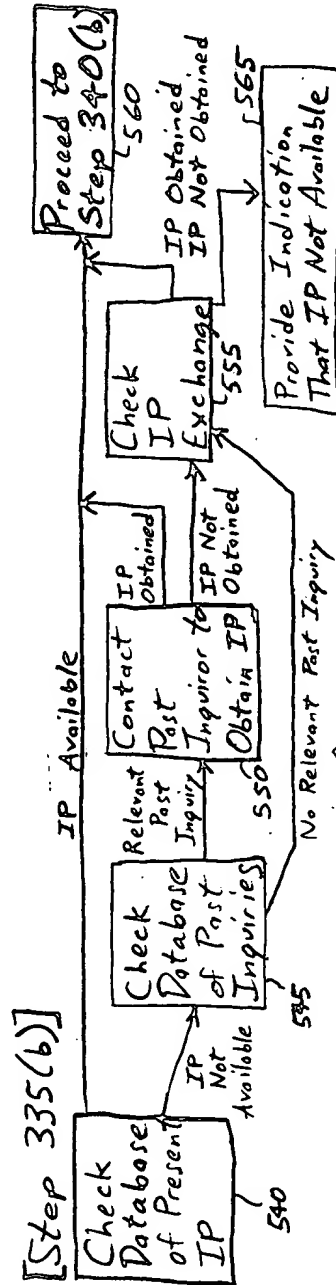 [Step 335(b)]
Check
Database
of Present
IP
540
IP Available
IP
Not
Available
Check
Database
of Past
Inquiries
545
Relevant
Past
Inquiry
No Relevant Past Inquiry
Contact
Past
Inquiror to
Obtain IP
550
IP
Obtained
IP Not
Obtained
Check
IP
Exchange
555
IP Obtained
IP Not Obtained
Proceed to
Step 340(b)
560
Provide Indication
That IP Not Available
565